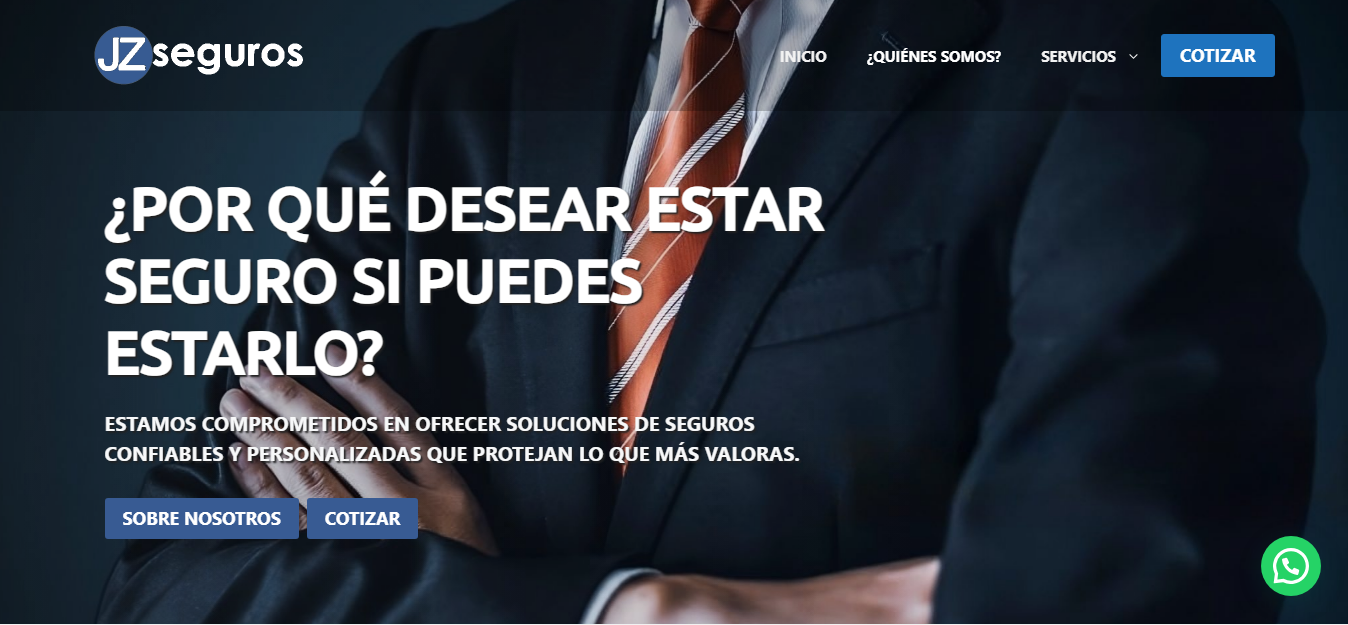 JZseguros
INICIO
¿QUIÉNES SOMOS?
SERVICIOS
COTIZAR
¿POR QUÉ DESEAR ESTAR
SEGURO SI PUEDES
ESTARLO?
ESTAMOS COMPROMETIDOS EN OFRECER SOLUCIONES DE SEGUROS
CONFIABLES Y PERSONALIZADAS QUE PROTEJAN LO QUE MÁS VALORAS.
SOBRE NOSOTROS
COTIZAR